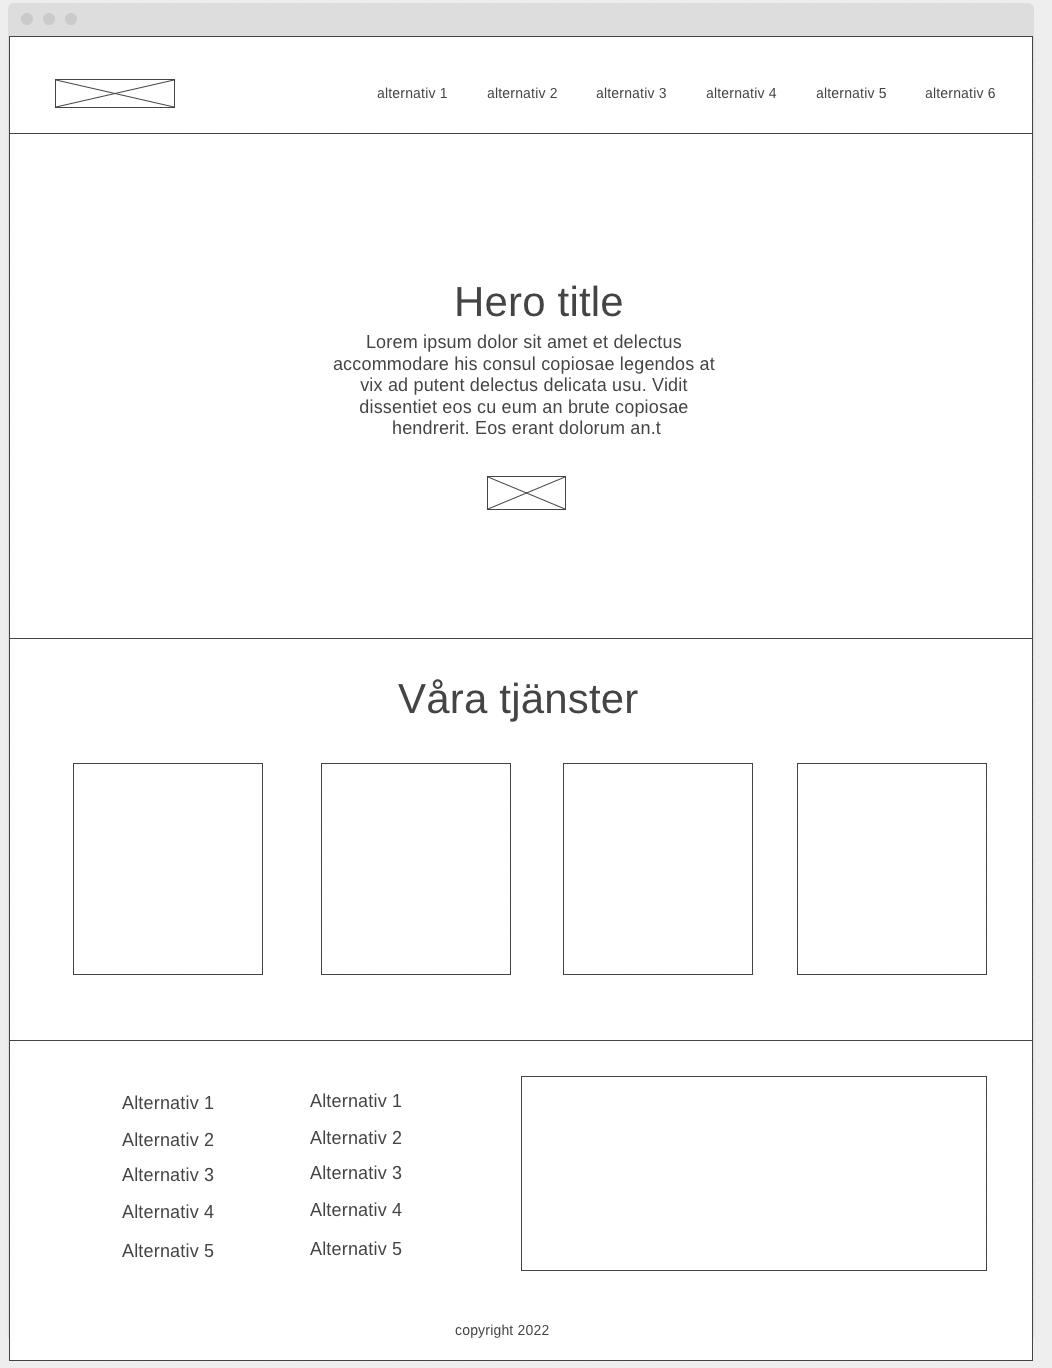 alternativ 1 alternativ 2 alternativ 3 alternativ 4 alternativ 5 alternativ 6
Hero title
Lorem ipsum dolor sit amet et delectus
accommodare his consul copiosae legendos at
vix ad putent delectus delicata usu. Vidit
dissentiet eos cu eum an brute copiosae
hendrerit. Eos erant dolorum an.t
Våra tjänster
Alternativ 1
Alternativ 2
Alternativ 3
Alternativ 4
Alternativ 5
Alternativ 1
Alternativ 2
Alternativ 3
Alternativ 4
Alternativ 5
copyright 2022